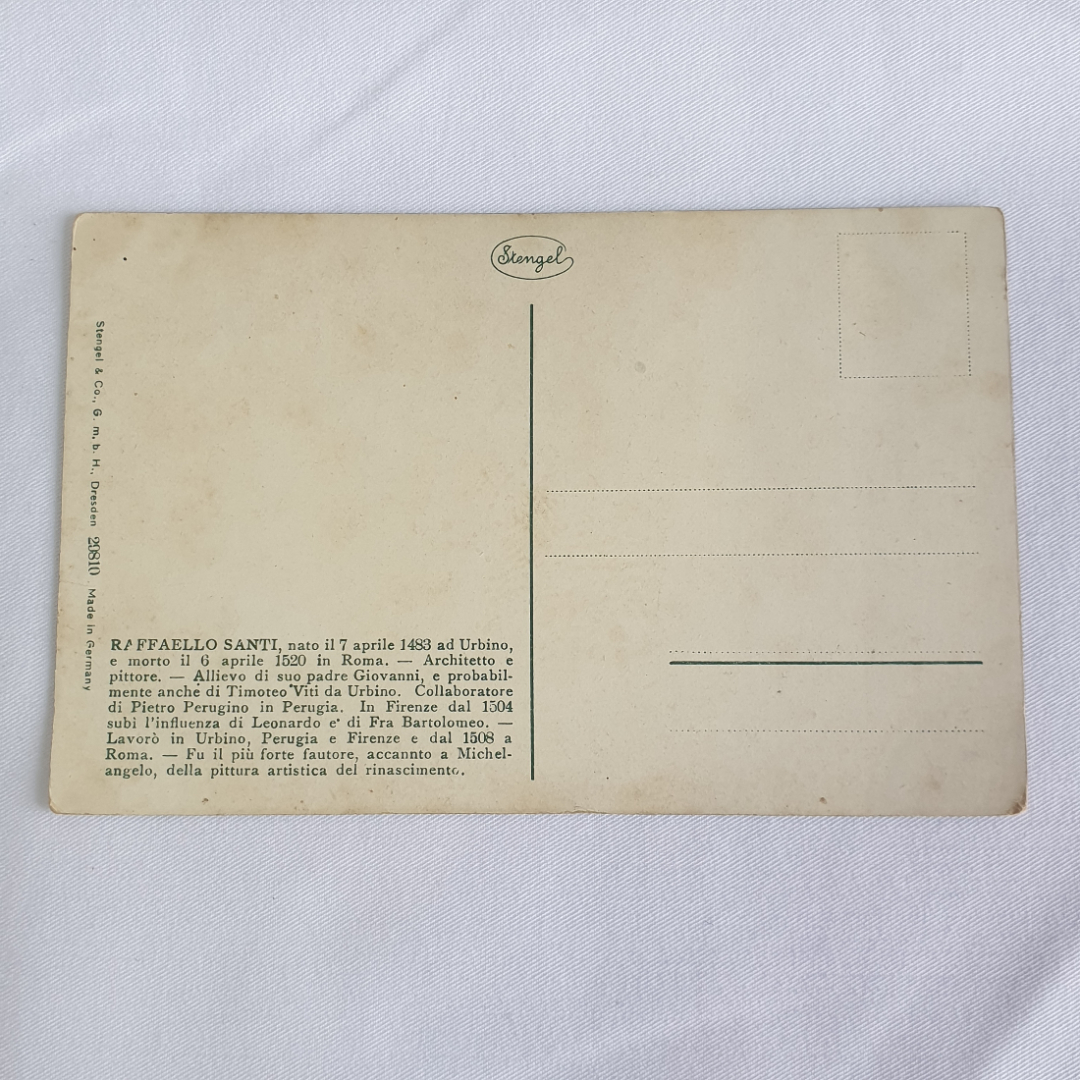 Stengel
Stengel & Co., G. m. b. H., Dresden 29810 Made in Germany
RAFFAELLO SANTI, nato il 7 aprile 1483 ad Urbino,
e morto il 6 aprile 1520 in Roma. — Architetto e
pittore. — Allievo di suo padre Giovanni, e probabil-
mente anche di Timoteo Viti da Urbino. Collaboratore
di Pietro Perugino in Perugia. In Firenze dal 1504
subì l'influenza di Leonardo e di Fra Bartolomeo. —
Lavorò in Urbino, Perugia e Firenze e dal 1508 a
Roma. — Fu il più forte fautore, accannto a Michel-
angelo, della pittura artistica del rinascimento.